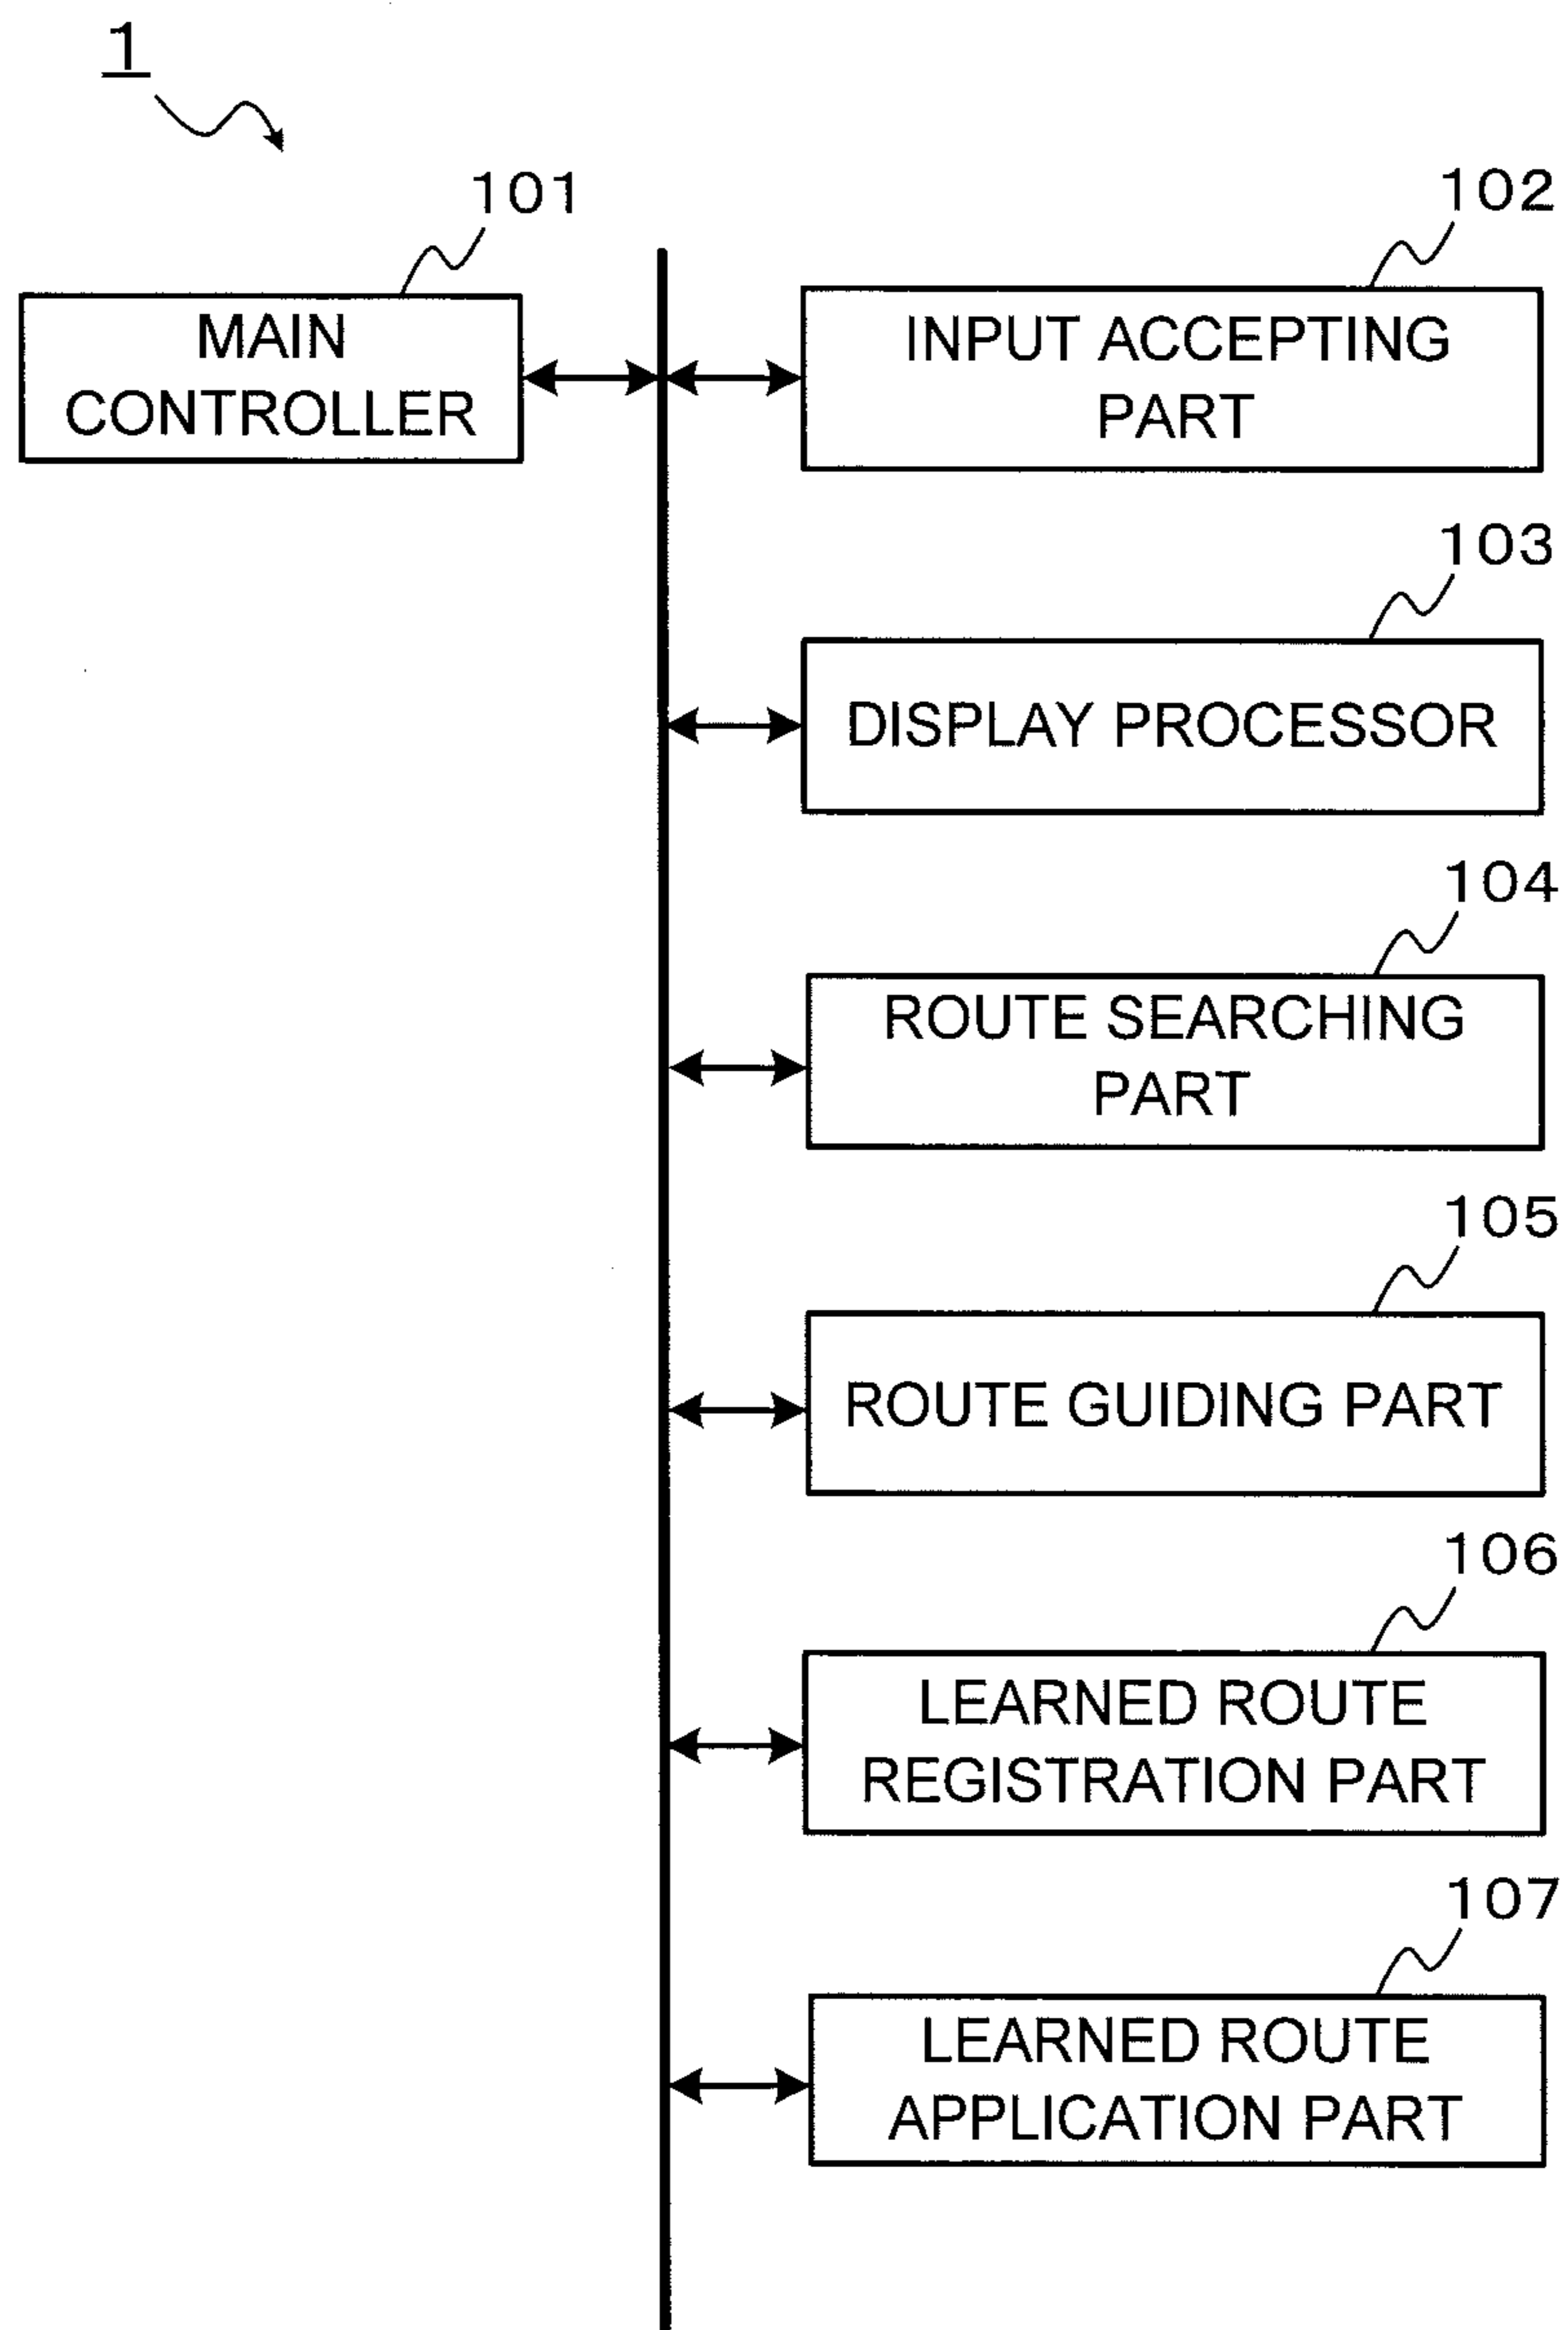 1
101
MAIN
CONTROLLER
102
INPUT ACCEPTING
PART
103
DISPLAY PROCESSOR
104
ROUTE SEARCHING
PART
105
ROUTE GUIDING PART
106
LEARNED ROUTE
REGISTRATION PART
107
LEARNED ROUTE
APPLICATION PART